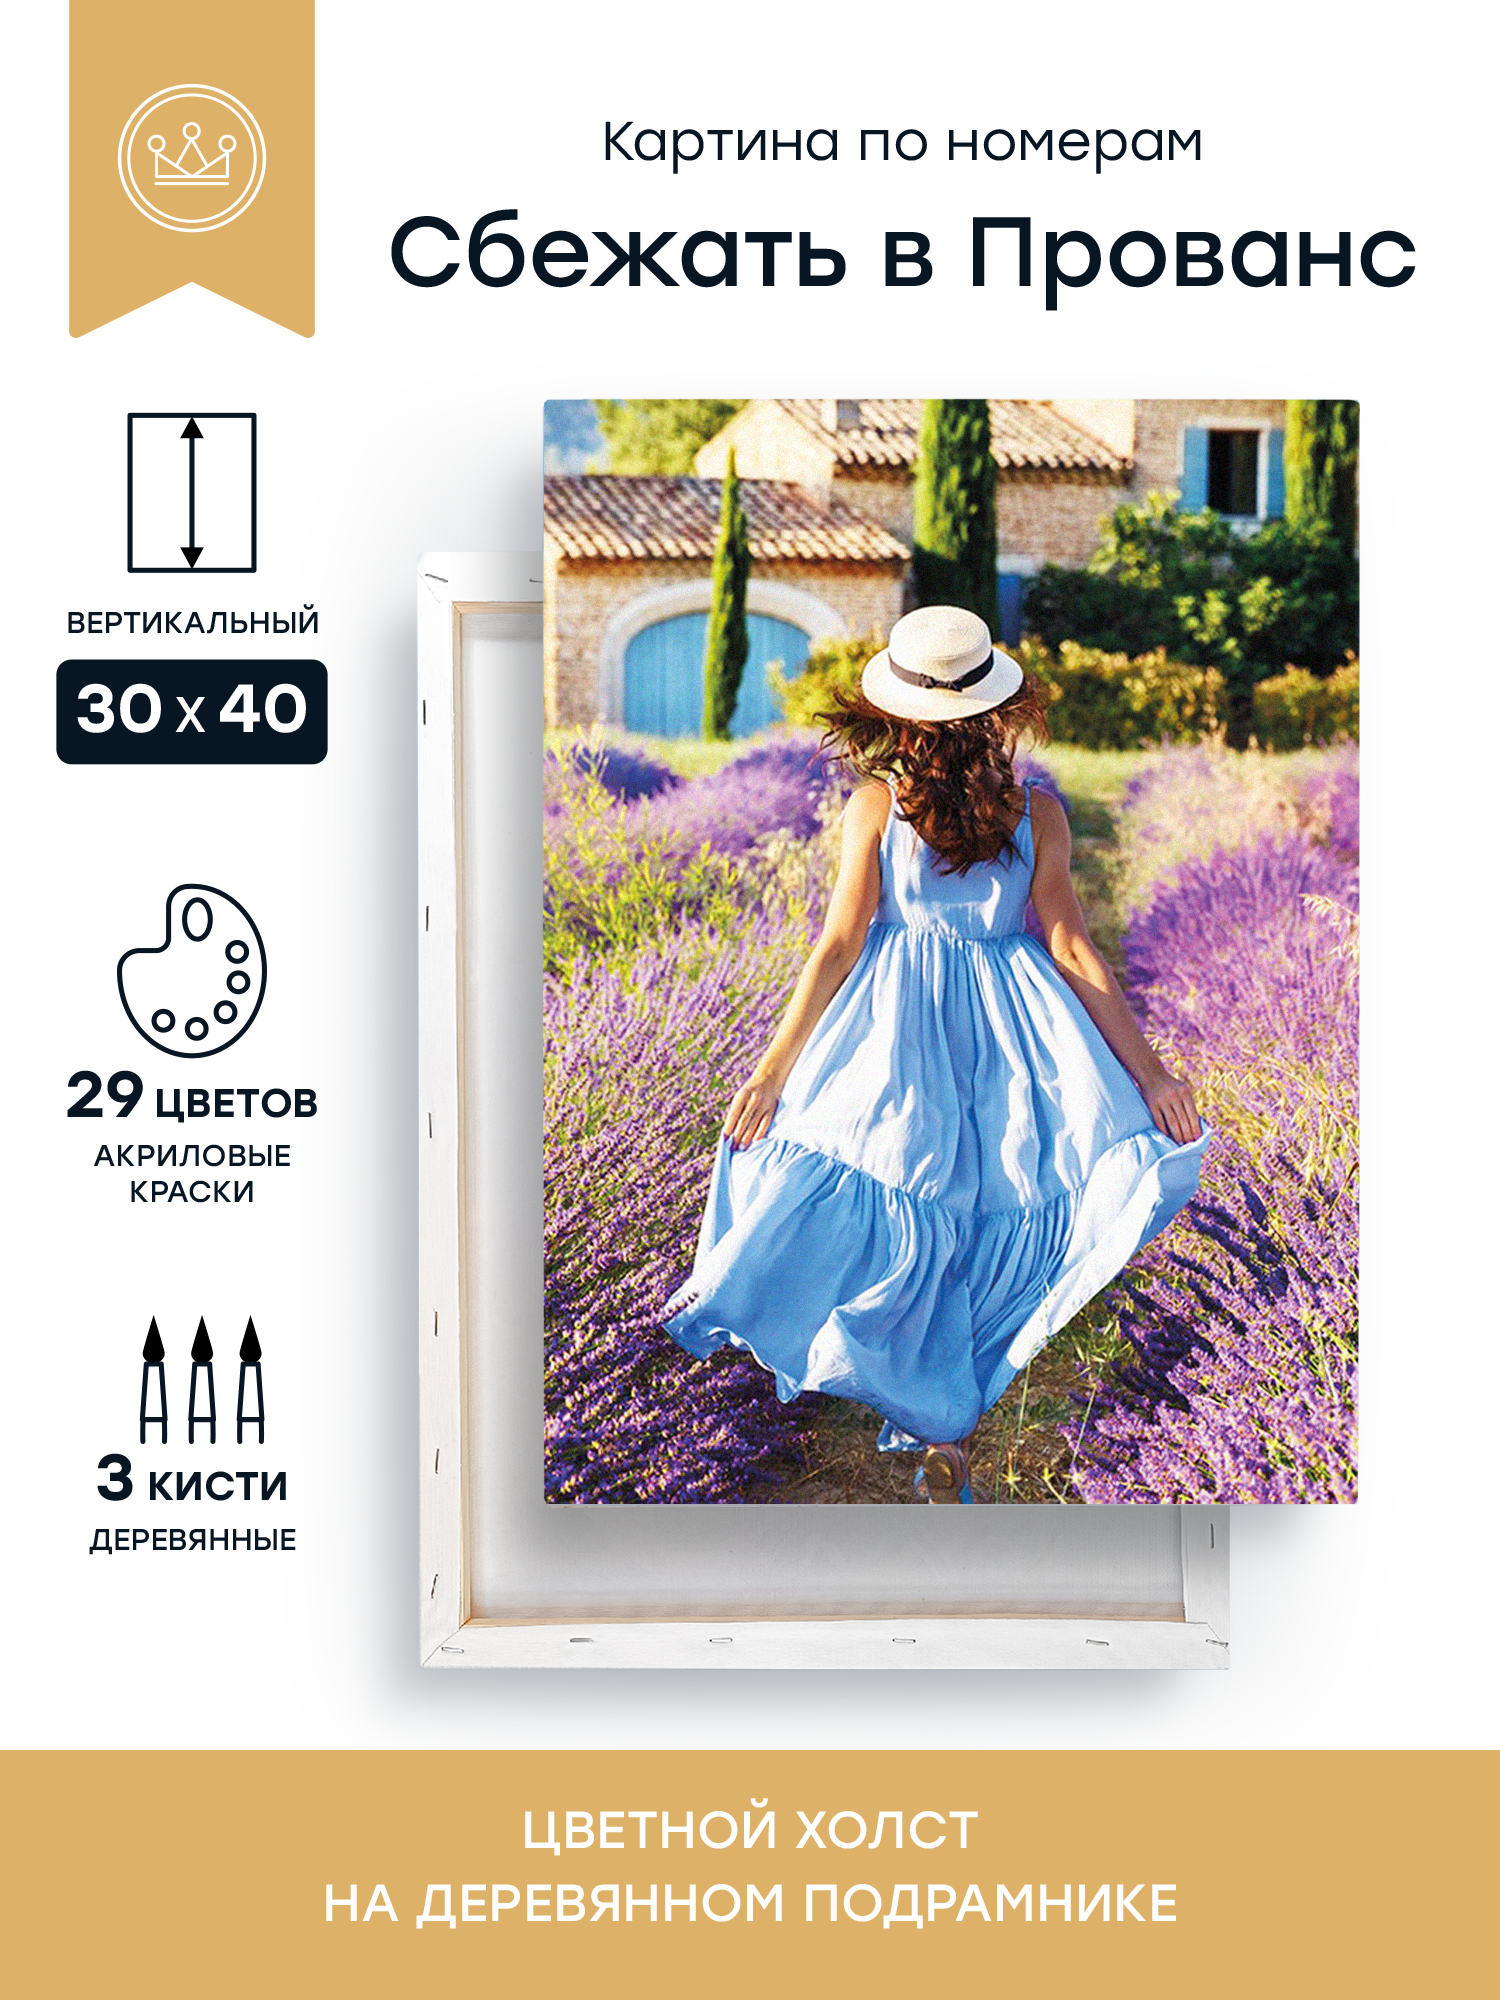 Картина по номерам
Сбежать в Прованс
ВЕРТИКАЛЬНЫЙ
30 X 40
29 ЦВЕТОВ
АКРИЛОВЫЕ
КРАСКИ
3 КИСТИ
ДЕРЕВЯННЫЕ
ЦВЕТНОЙ ХОЛСТ
НА ДЕРЕВЯННОМ ПОДРАМНИКЕ